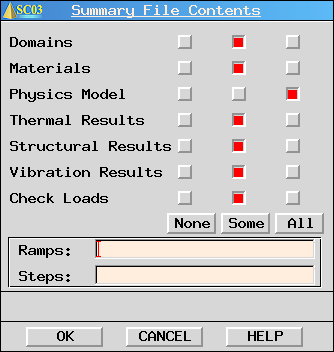 SC03 Summary File Contents
Domains
Materials
Physics Model
Thermal Results
Structural Results
Vibration Results
Check Loads
None Some All
Ramps:
Steps:
OK CANCEL HELP